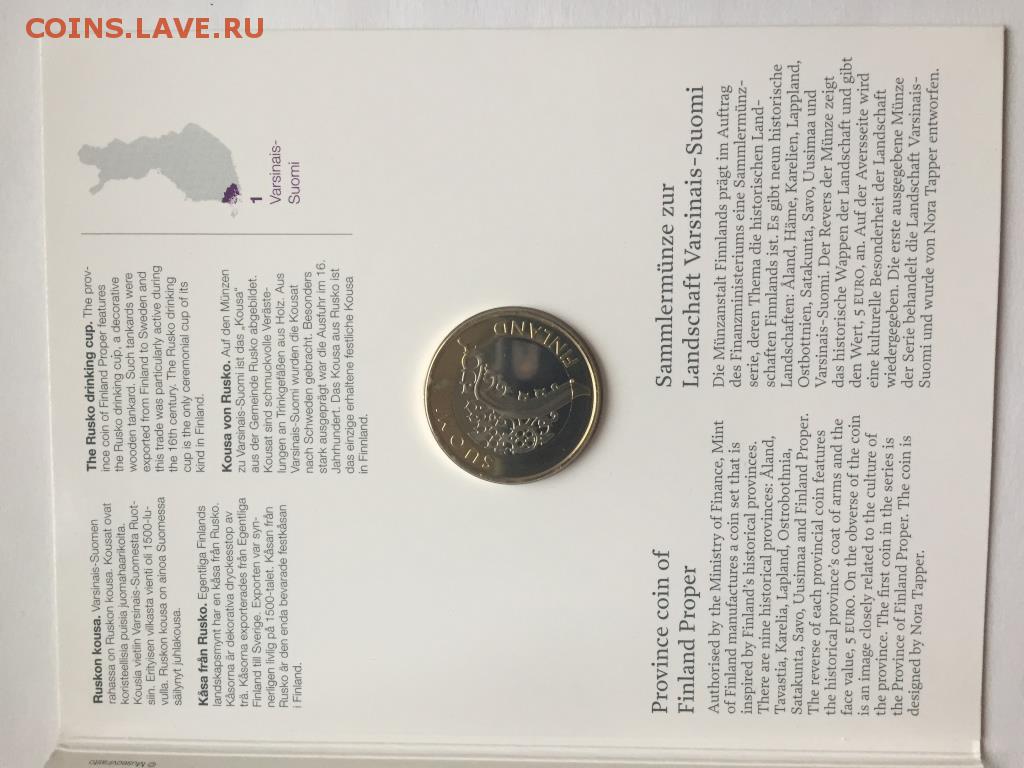 COINS.LAVE.RU
Ruskon kousa. Varsinais-Suomen
rahassa on Ruskon kousa. Kousat ovat
koristeellisia puisia juomahaarikoita.
Kousia vietiin Varsinais-Suomesta Ruot-
siin. Erityisen vilkasta vienti oli 1500-lu-
vulla. Ruskon kousa on ainoa Suomessa
säilynyt juhlakousa.
Kåsa från Rusko. Egentliga Finlands
landskapsmynt har en kåsa från Rusko.
Kåsorna är dekorativa dryckesstop av
trä. Kåsorna exporterades från Egentliga
Finland till Sverige. Exporten var syn-
nerligen livlig på 1500-talet. Kåsan från
Rusko är den enda bevarade festkåsan
i Finland.
The Rusko drinking cup. The prov-
ince coin of Finland Proper features
the Rusko drinking cup, a decorative
wooden tankard. Such tankards were
exported from Finland to Sweden and
this trade was particularly active during
the 16th century. The Rusko drinking
cup is the only ceremonial cup of its
kind in Finland.
Kousa von Rusko. Auf den Münzen
zu Varsinais-Suomi ist das „Kousa“
aus der Gemeinde Rusko abgebildet.
Kousat sind schmuckvolle Veräste-
lungen an Trinkgefäßen aus Holz. Aus
Varsinais-Suomi wurden die Kousat
nach Schweden gebracht. Besonders
stark ausgeprägt war die Ausfuhr im 16.
Jahrhundert. Das Kousa aus Rusko ist
das einzige erhaltene festliche Kousa
in Finland.
1
Varsinais-
Suomi
SUOMI
FINLAND
Province coin of
Finland Proper
Authorised by the Ministry of Finance, Mint
of Finland manufactures a coin set that is
inspired by Finland's historical provinces.
There are nine historical provinces: Åland,
Tavastia, Karelia, Lapland, Ostrobothnia,
Satakunta, Savo, Uusimaa and Finland Proper.
The reverse of each provincial coin features
the historical province's coat of arms and the
face value, 5 EURO. On the obverse of the coin
is an image closely related to the culture of
the province. The first coin in the series is
the Province of Finland Proper. The coin is
designed by Nora Tapper.
Sammlermünze zur
Landschaft Varsinais-Suomi
Die Münzanstalt Finnlands prägt im Auftrag
des Finanzministeriums eine Sammlermünz-
serie, deren Thema die historischen Land-
schaften Finnlands ist. Es gibt neun historische
Landschaften: Åland, Häme, Karelien, Lappland,
Ostbottnien, Satakunta, Savo, Uusimaa und
Varsinais-Suomi. Der Revers der Münze zeigt
das historische Wappen der Landschaft und gibt
den Wert, 5 EURO, an. Auf der Aversseite wird
eine kulturelle Besonderheit der Landschaft
wiedergegeben. Die erste ausgegebene Münze
der Serie behandelt die Landschaft Varsinais-
Suomi und wurde von Nora Tapper entworfen.
© Museovirasto